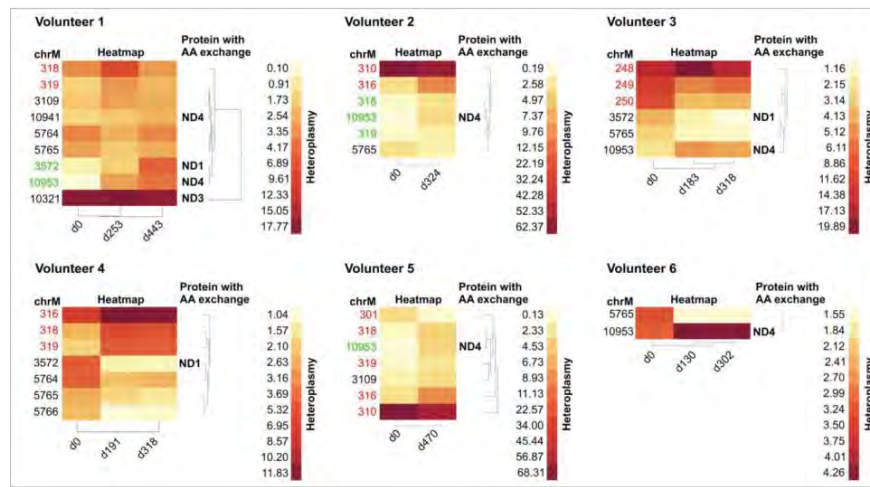 Volunteer 1
chrM Heatmap Protein with AA exchange
318
319
3109
10941 ND4
5764
5765
3572 ND1
10953 ND4
10321 ND3
d0 d253 d443
0.10
0.91
1.73
2.54
3.35
4.17
6.89
9.61
12.33
15.05
17.77
Heteroplasmy
Volunteer 2
chrM Heatmap Protein with AA exchange
310
316
318
10953 ND4
319
5765
d0 d324
0.19
2.58
4.97
7.37
9.76
12.15
22.19
32.24
42.28
52.33
62.37
Heteroplasmy
Volunteer 3
chrM Heatmap Protein with AA exchange
248
249
250
3572 ND1
5765
10953 ND4
d0 d183 d318
1.16
2.15
3.14
4.13
5.12
6.11
8.86
11.62
14.38
17.13
19.89
Heteroplasmy
Volunteer 4
chrM Heatmap Protein with AA exchange
316
318
319
3572 ND1
5764
5765
5766
d0 d191 d318
1.04
1.57
2.10
2.63
3.16
3.69
5.32
6.95
8.57
10.20
11.83
Heteroplasmy
Volunteer 5
chrM Heatmap Protein with AA exchange
301
318
10953 ND4
319
3109
316
310
d0 d470
0.13
2.33
4.53
6.73
8.93
11.13
22.57
34.00
45.44
56.87
68.31
Heteroplasmy
Volunteer 6
chrM Heatmap Protein with AA exchange
5765
10953 ND4
d0 d130 d302
1.55
1.84
2.12
2.41
2.70
2.99
3.24
3.50
3.75
4.01
4.26
Heteroplasmy